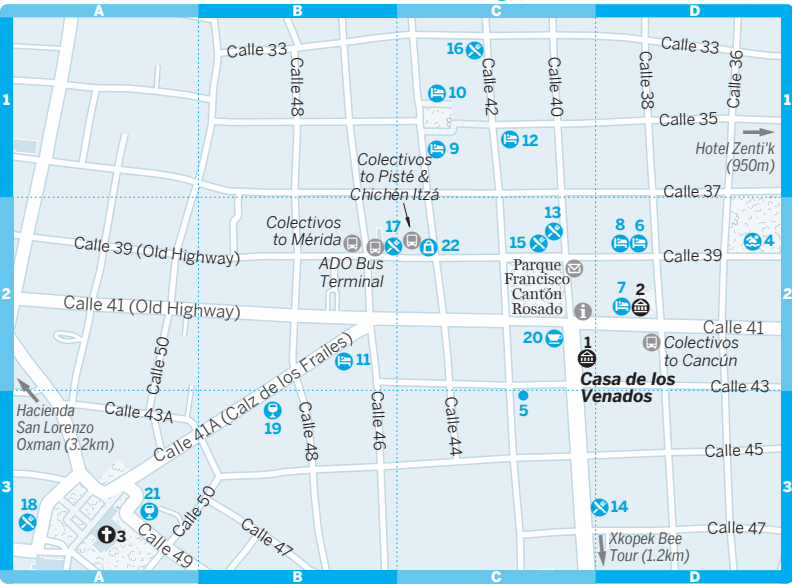 A
B
C
D
Calle 33
16
Calle 33
Calle 48
Calle 42
Calle 40
Calle 38
Calle 36
1
10
1
Calle 35
Hotel Zenti'k
(950m)
12
9
Colectivos
to Pisté &
Chichén Itzá
Calle 37
Colectivos
to Mérida
17
13
8
6
4
15
22
Calle 39 (Old Highway)
ADO Bus
Terminal
Calle 39
Parque
Francisco
Cantón
Rosado
2
7
2
2
Calle 41 (Old Highway)
Calle 41
20
1
Colectivos
to Cancún
Calle 50
11
Casa de los
Venados
Calle 43
Hacienda
San Lorenzo
Oxman (3.2km)
Calle 43A
Calle 41A (Calz de los Frailes)
19
Calle 48
Calle 46
Calle 44
5
Calle 45
3
3
18
21
Calle 50
14
3
Calle 49
Calle 47
Calle 47
Xkopek Bee
Tour (1.2km)
A
B
C
D